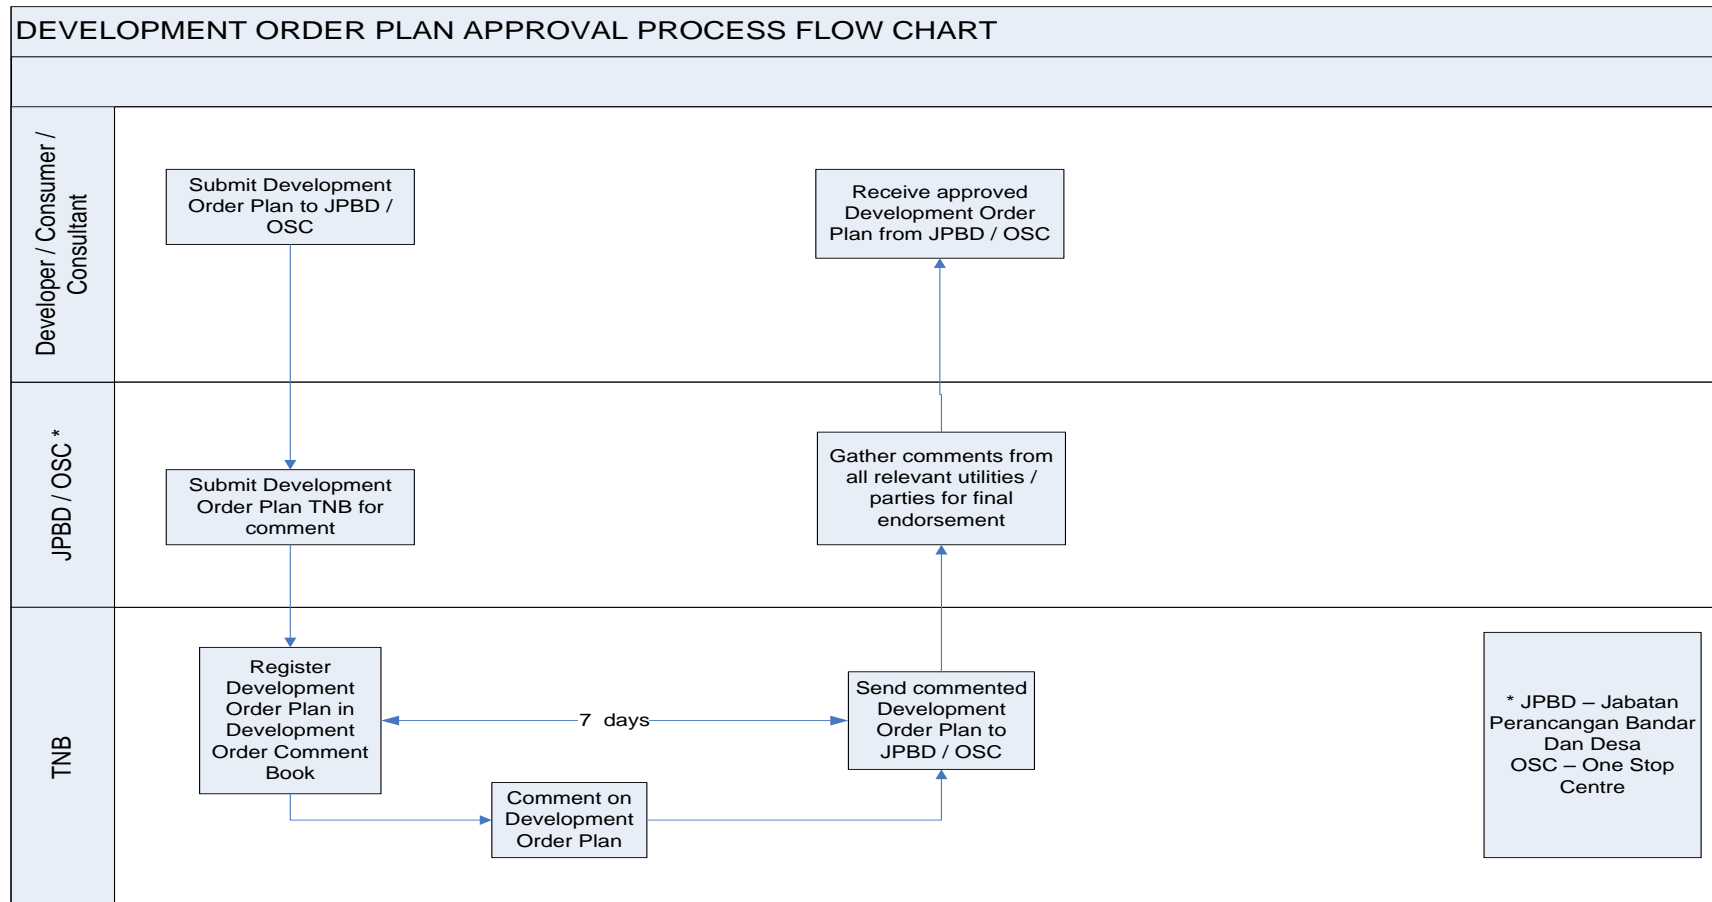 DEVELOPMENT ORDER PLAN APPROVAL PROCESS FLOW CHART
Developer / Consumer /
Consultant
Submit Development
Order Plan to JPBD /
OSC
Receive approved
Development Order
Plan from JPBD / OSC
JPBD / OSC *
Submit Development
Order Plan TNB for
comment
Gather comments from
all relevant utilities /
parties for final
endorsement
TNB
Register
Development
Order Plan in
Development
Order Comment
Book
7 days
Send commented
Development
Order Plan to
JPBD / OSC
Comment on
Development
Order Plan
* JPBD – Jabatan
Perancangan Bandar
Dan Desa
OSC – One Stop
Centre